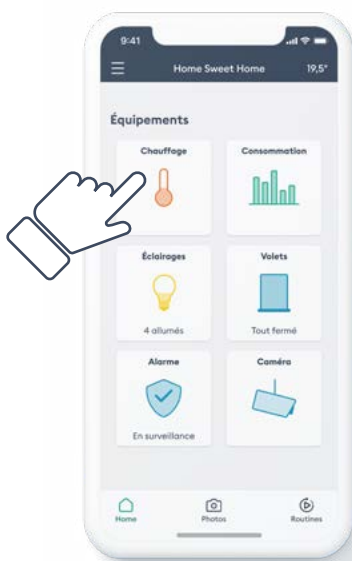 9:41
Home Sweet Home 19,5°
Équipements
Chauffage Consommation
Éclairages Volets
4 allumés Tout fermé
Alarme Caméra
En surveillance
Home Photos Routines